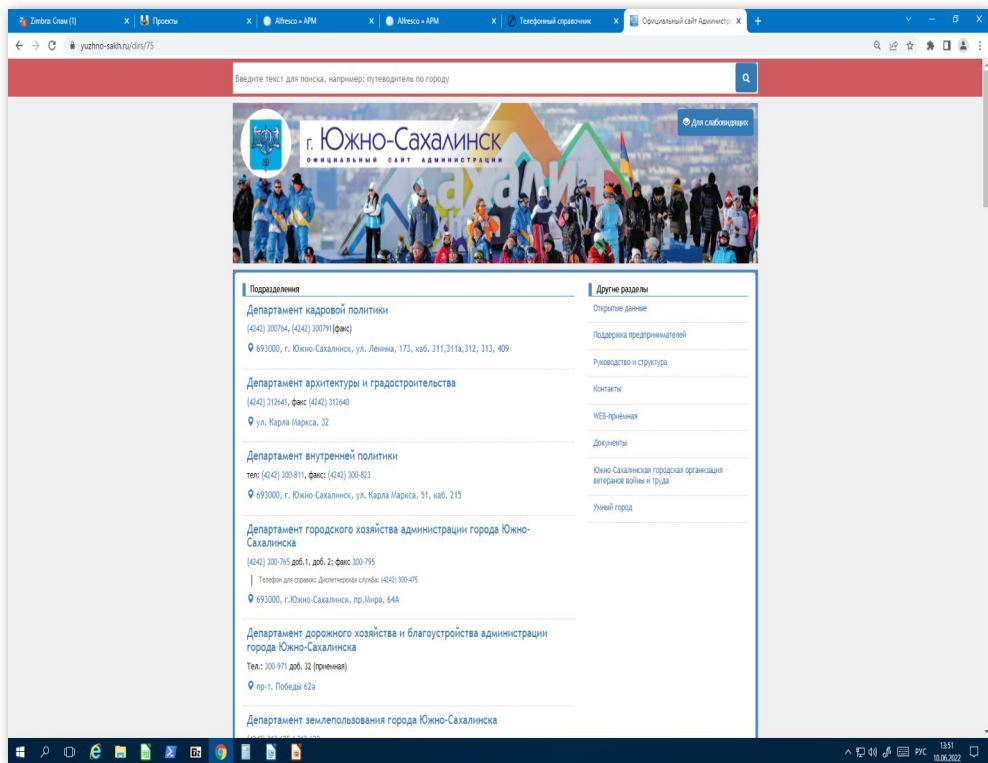 Zimbra: Спам (1)
Проекты
Alfresco » АРМ
Alfresco » АРМ
Телефонный справочник
Официальный сайт Администр
yuzhno-sakh.ru/dirs/75
Введите текст для поиска, например: путеводитель по городу
Для слабовидящих
г. Южно-Сахалинск
ОФИЦИАЛЬНЫЙ САЙТ АДМИНИСТРАЦИИ
Подразделения
Департамент кадровой политики
(4242) 300764, (4242) 300791(факс)
693000, г. Южно-Сахалинск, ул. Ленина, 173, каб. 311,311а,312, 313, 409
Департамент архитектуры и градостроительства
(4242) 312641, факс (4242) 312640
ул. Карла Маркса, 32
Департамент внутренней политики
тел: (4242) 300-811, факс: (4242) 300-823
693000, г. Южно-Сахалинск, ул. Карла Маркса, 51, каб. 215
Департамент городского хозяйства администрации города Южно-
Сахалинска
(4242) 300-765 доб.1, доб. 2; факс 300-795
Телефон для справок: Диспетчерская служба: (4242) 300-475
693000, г.Южно-Сахалинск, пр.Мира, 64А
Департамент дорожного хозяйства и благоустройства администрации
города Южно-Сахалинска
Тел.: 300-971 доб. 32 (приемная)
пр-т. Победы 62а
Департамент землепользования города Южно-Сахалинска
Другие разделы
Открытые данные
Поддержка предпринимателей
Руководство и структура
Контакты
WEB-приёмная
Документы
Южно-Сахалинская городская организация
ветеранов войны и труда
Умный город
РУС
13:51
10.06.2022